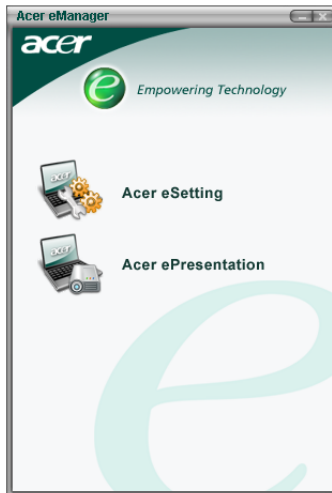 Acer eManager
acer
e Empowering Technology
Acer eSetting
Acer ePresentation
e